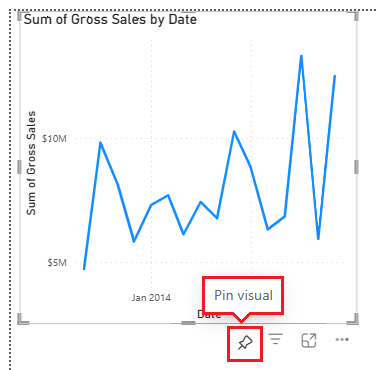 Sum of Gross Sales by Date
Sum of Gross Sales
$10M
$5M
Jan 2014
Pin visual
Date